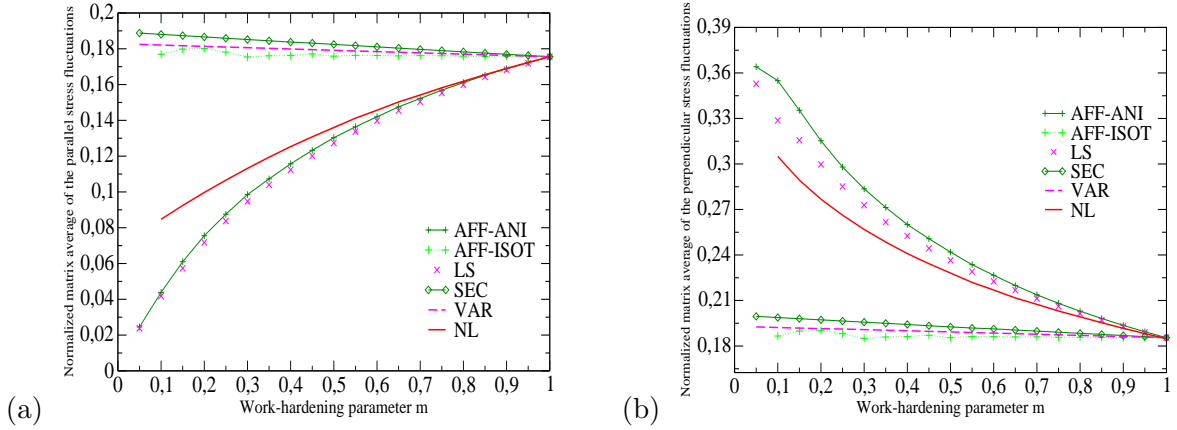 Normalized matrix average of the parallel stress fluctuations
0,2
0,18
0,16
0,14
0,12
0,1
0,08
0,06
0,04
0,02
0
0
0,1
0,2
0,3
0,4
0,5
0,6
0,7
0,8
0,9
1
Work-hardening parameter m
AFF-ANI
AFF-ISOT
LS
SEC
VAR
NL
(a)
Normalized matrix average of the perpendicular stress fluctuations
0,39
0,36
0,33
0,3
0,27
0,24
0,21
0,18
0
0,1
0,2
0,3
0,4
0,5
0,6
0,7
0,8
0,9
1
Work-hardening parameter m
AFF-ANI
AFF-ISOT
LS
SEC
VAR
NL
(b)